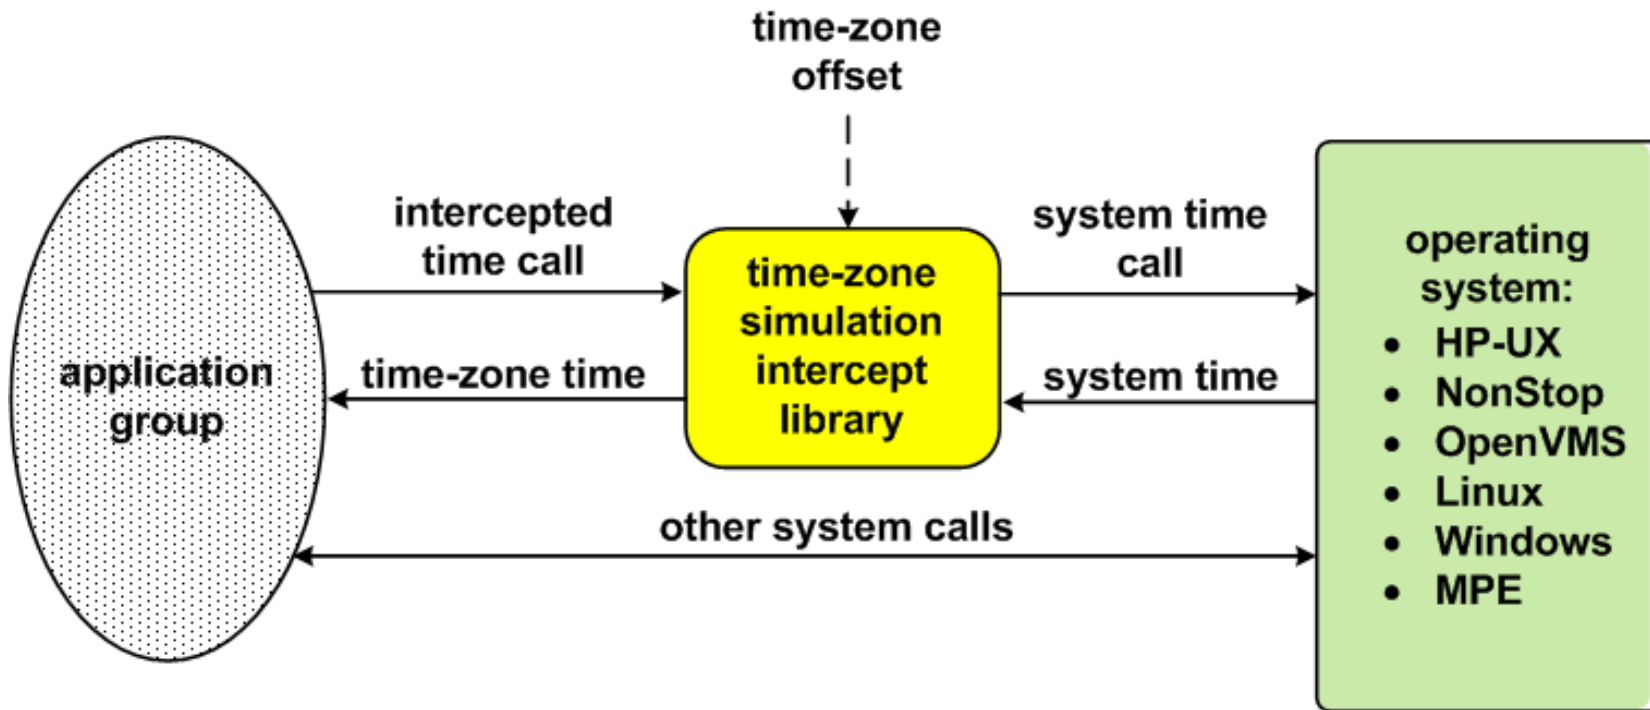 time-zone
offset
intercepted
time call
system time
call
time-zone
simulation
intercept
library
application
group
time-zone time
system time
other system calls
operating
system:
• HP-UX
• NonStop
• OpenVMS
• Linux
• Windows
• MPE